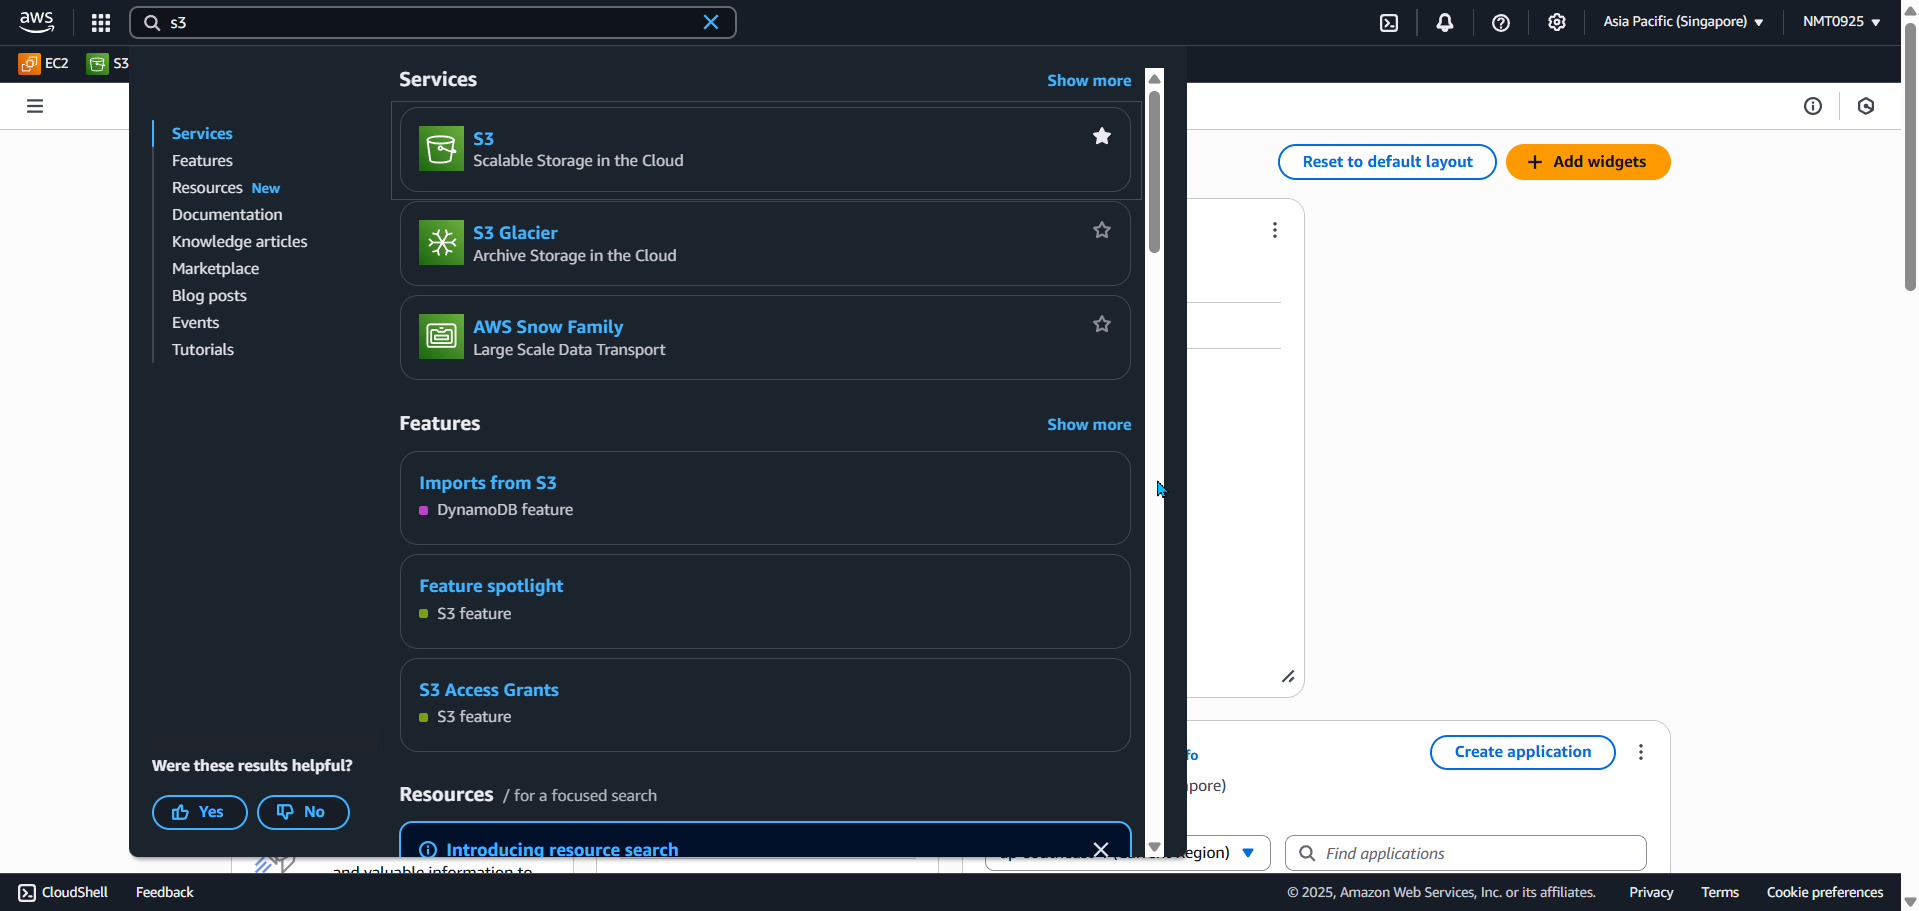 aws
s3
Asia Pacific (Singapore)
NMT0925
EC2
S3
Services
Show more
Services
Features
Resources New
Documentation
Knowledge articles
Marketplace
Blog posts
Events
Tutorials
S3
Scalable Storage in the Cloud
S3 Glacier
Archive Storage in the Cloud
AWS Snow Family
Large Scale Data Transport
Reset to default layout
+ Add widgets
Features
Show more
Imports from S3
DynamoDB feature
Feature spotlight
S3 feature
S3 Access Grants
S3 feature
Were these results helpful?
Yes
No
Resources / for a focused search
Introducing resource search
fo
Create application
pore)
Find applications
and valuable information to
CloudShell
Feedback
© 2025, Amazon Web Services, Inc. or its affiliates.
Privacy
Terms
Cookie preferences